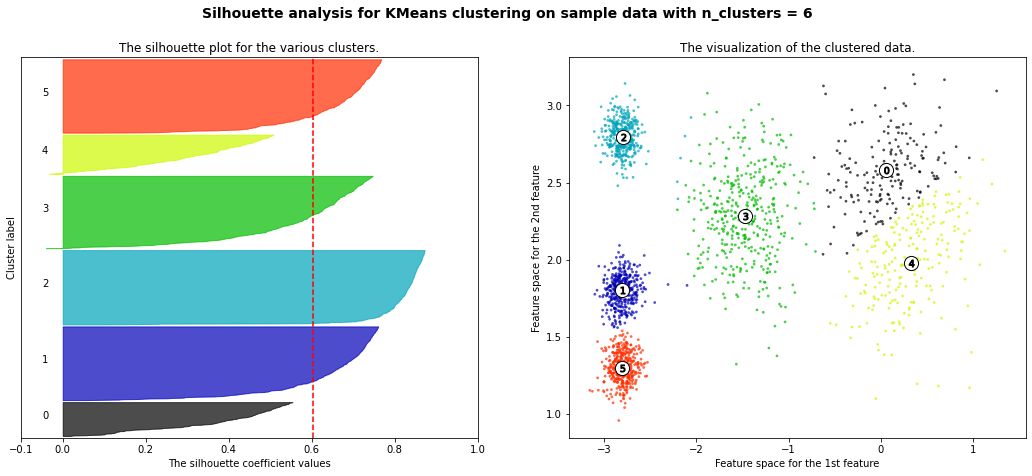 Silhouette analysis for KMeans clustering on sample data with n_clusters = 6
The silhouette plot for the various clusters.
5
4
3
2
1
0
Cluster label
−0.1 0.0 0.2 0.4 0.6 0.8 1.0
The silhouette coefficient values
The visualization of the clustered data.
3.0
2.5
2.0
1.5
1.0
Feature space for the 2nd feature
2
0
3
4
1
5
−3 −2 −1 0 1
Feature space for the 1st feature